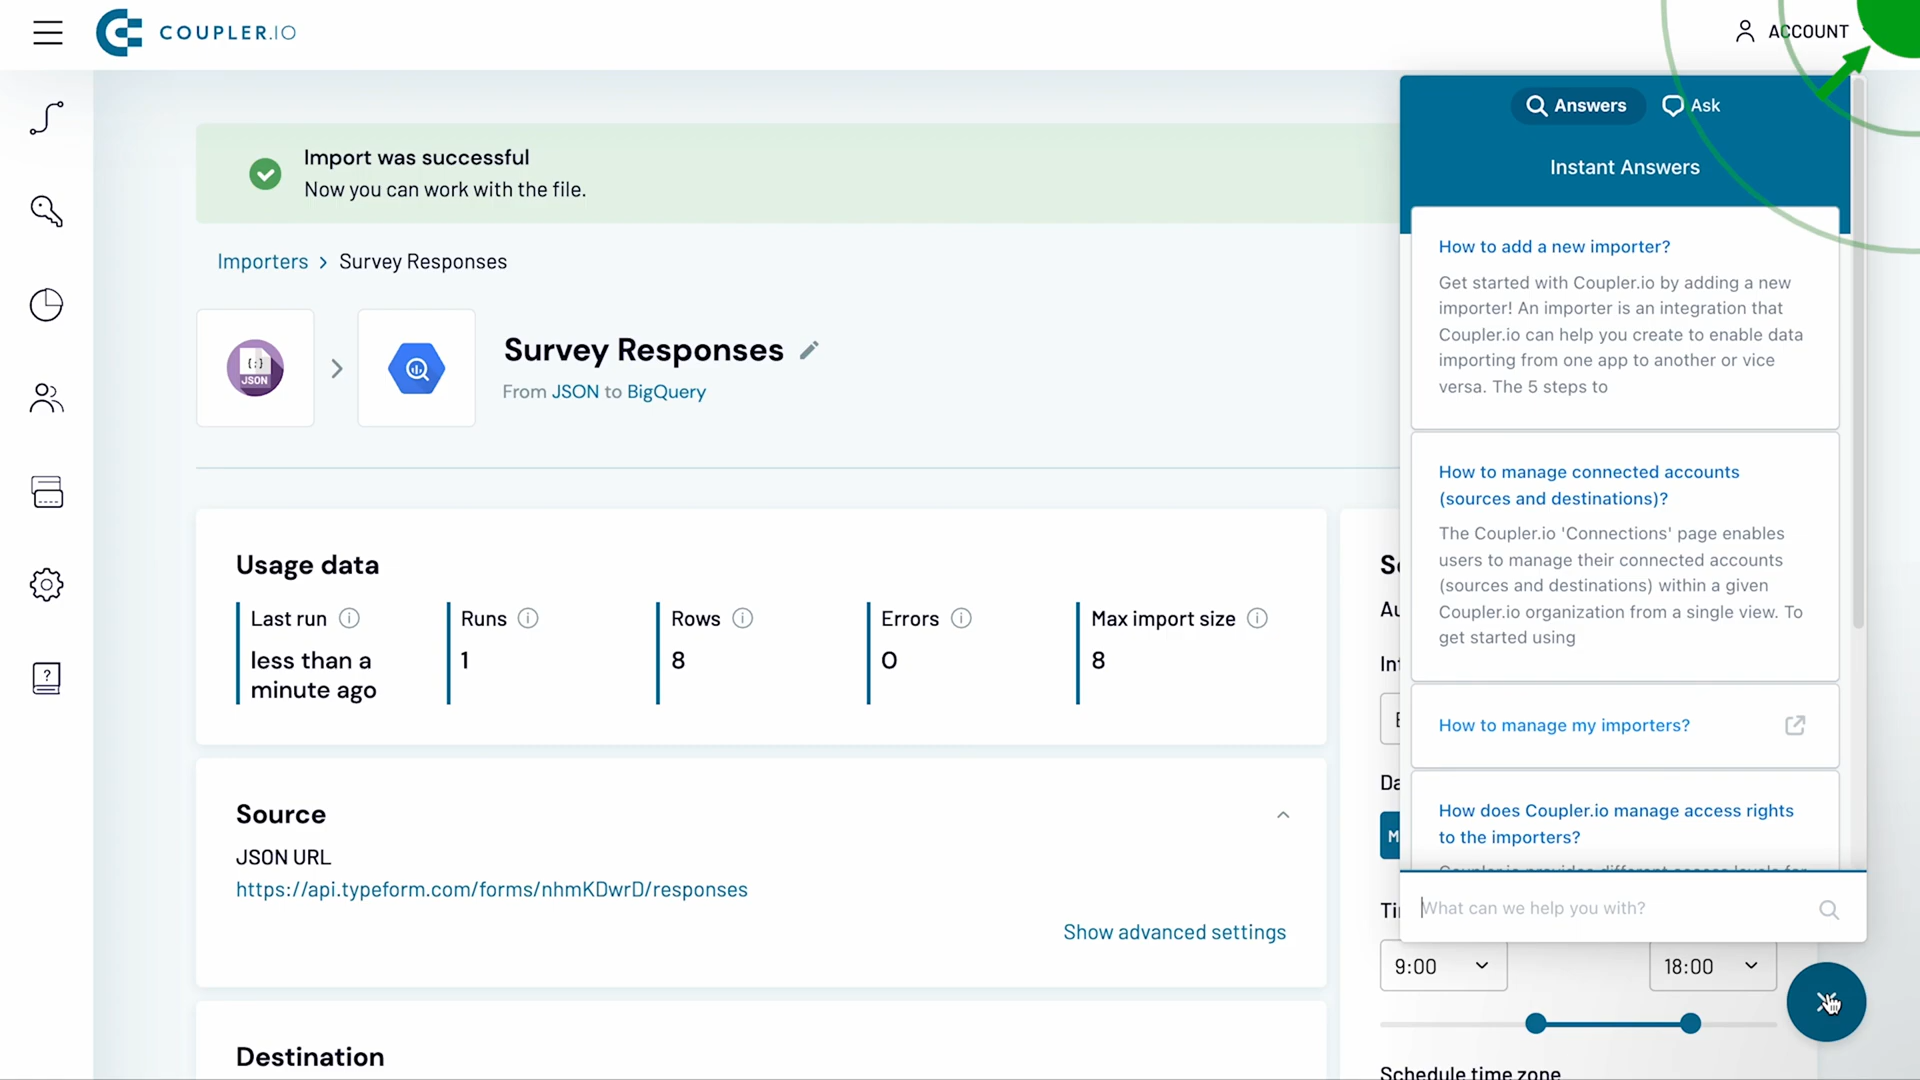 COUPLER.IO
ACCOUNT
Answers
Ask
Instant Answers
Import was successful
Now you can work with the file.
Importers > Survey Responses
{:}
JSON
Survey Responses
From JSON to BigQuery
How to add a new importer?
Get started with Coupler.io by adding a new
importer! An importer is an integration that
Coupler.io can help you create to enable data
importing from one app to another or vice
versa. The 5 steps to
How to manage connected accounts
(sources and destinations)?
The Coupler.io 'Connections' page enables
users to manage their connected accounts
(sources and destinations) within a given
Coupler.io organization from a single view. To
get started using
How to manage my importers?
How does Coupler.io manage access rights
to the importers?
Coupler.io provides different access levels for
What can we help you with?
Usage data
Last run
less than a
minute ago
Runs
1
Rows
8
Errors
0
Max import size
8
Source
JSON URL
https://api.typeform.com/forms/nhmKDwrD/responses
Show advanced settings
Destination
9:00
18:00
Schedule time zone